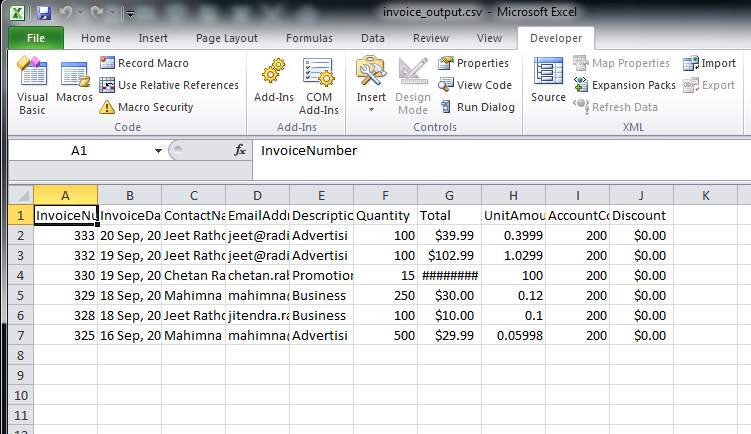 invoice_output.csv - Microsoft Excel
File Home Insert Page Layout Formulas Data Review View Developer
Visual Basic
Macros
Record Macro
Use Relative References
Macro Security
Code
Add-Ins
COM Add-Ins
Add-Ins
Insert
Design Mode
Properties
View Code
Run Dialog
Controls
Source
Map Properties
Expansion Packs
Refresh Data
Import
Export
XML
A1 fx InvoiceNumber
A B C D E F G H I J K L
1 InvoiceNu InvoiceDa ContactNa EmailAddr Descriptio Quantity Total UnitAmou AccountCo Discount
2 333 20 Sep, 20 Jeet Ratho jeet@radi Advertisi 100 $39.99 0.3999 200 $0.00
3 332 19 Sep, 20 Jeet Ratho jeet@radi Advertisi 100 $102.99 1.0299 200 $0.00
4 330 19 Sep, 20 Chetan Ra chetan.ral Promotion 15 ######## 100 200 $0.00
5 329 18 Sep, 20 Mahimna mahimna@ Business 250 $30.00 0.12 200 $0.00
6 328 18 Sep, 20 Jeet Ratho jitendra.ra Business 100 $10.00 0.1 200 $0.00
7 325 16 Sep, 20 Mahimna mahimna@ Advertisi 500 $29.99 0.05998 200 $0.00
8
9
10
11
12